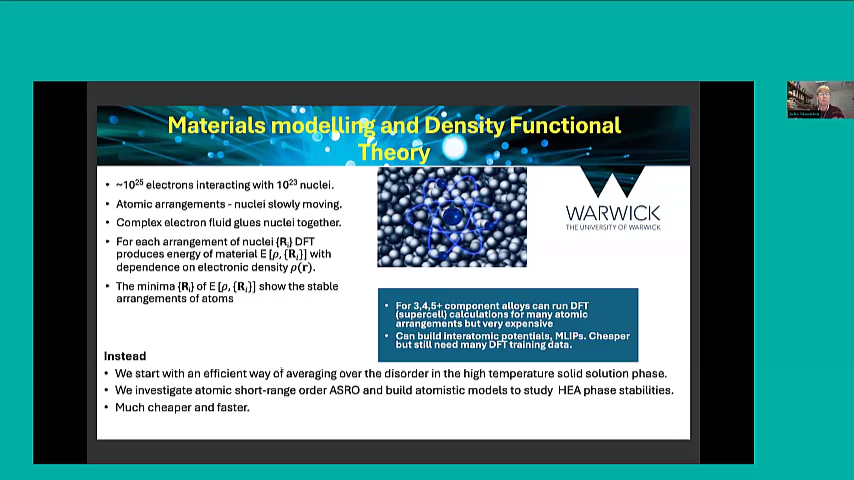 Materials modelling and Density Functional
Theory
• ~10²⁵ electrons interacting with 10²³ nuclei.
• Atomic arrangements - nuclei slowly moving.
• Complex electron fluid glues nuclei together.
• For each arrangement of nuclei {Rᵢ} DFT
produces energy of material E [ρ, {Rᵢ}] with
dependence on electronic density ρ(r).
• The minima {Rᵢ} of E [ρ, {Rᵢ}] show the stable
arrangements of atoms
WARWICK
THE UNIVERSITY OF WARWICK
• For 3,4,5+ component alloys can run DFT
(supercell) calculations for many atomic
arrangements but very expensive
• Can build interatomic potentials, MLIPs. Cheaper
but still need many DFT training data.
Instead
• We start with an efficient way of averaging over the disorder in the high temperature solid solution phase.
• We investigate atomic short-range order ASRO and build atomistic models to study HEA phase stabilities.
• Much cheaper and faster.